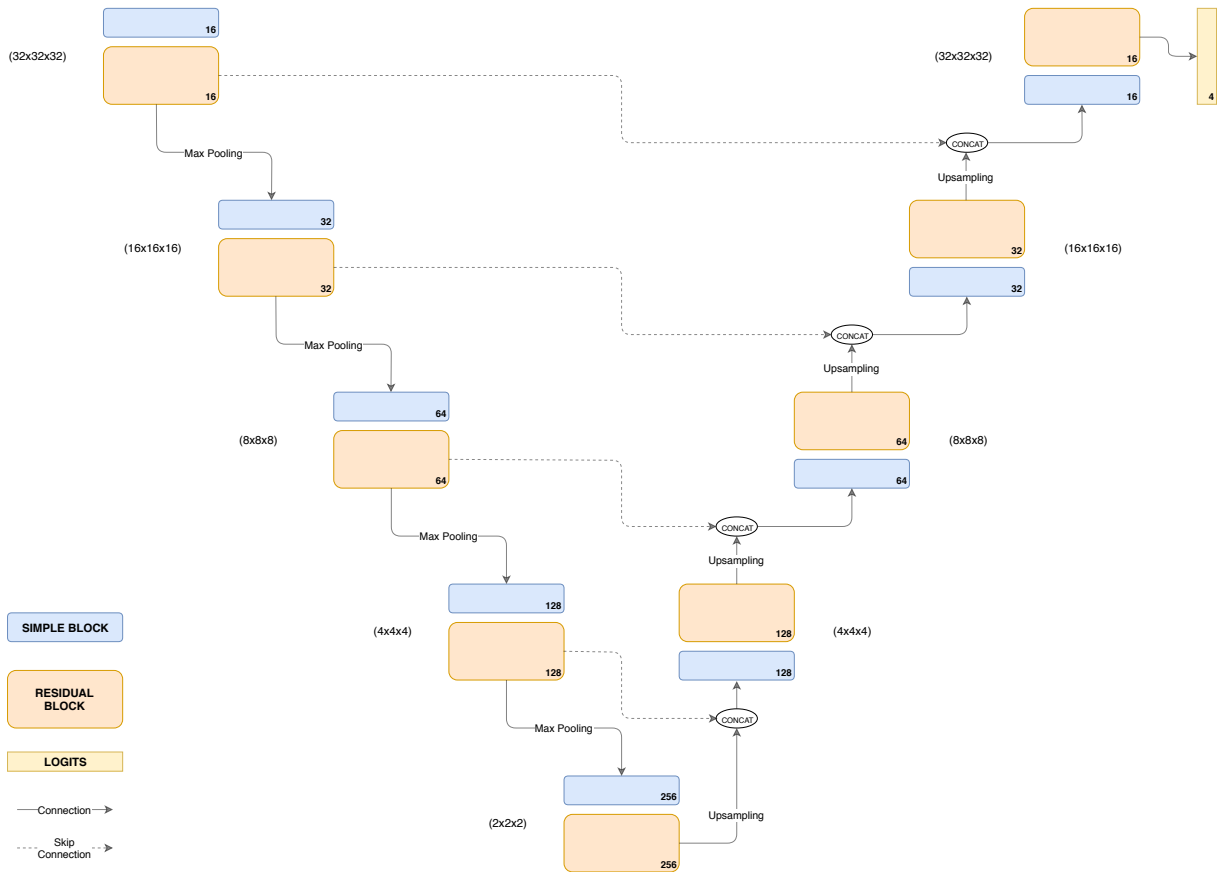 16
16
(32x32x32)
(32x32x32)
16
16
4
CONCAT
Max Pooling
Upsampling
32
32
(16x16x16)
32
32
(16x16x16)
CONCAT
Max Pooling
Upsampling
64
64
(8x8x8)
64
64
(8x8x8)
CONCAT
Max Pooling
Upsampling
128
128
(4x4x4)
128
128
(4x4x4)
CONCAT
Max Pooling
256
256
(2x2x2)
Upsampling
SIMPLE BLOCK
RESIDUAL
BLOCK
LOGITS
Connection
Skip
Connection